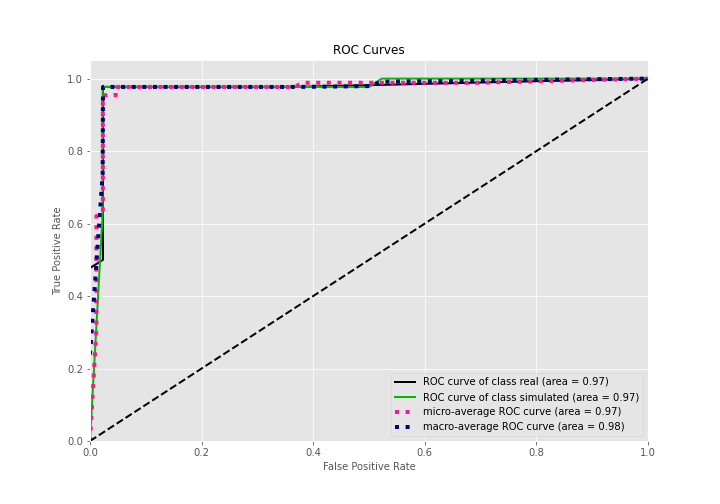 ROC Curves
1.0
0.8
0.6
0.4
0.2
0.0
True Positive Rate
ROC curve of class real (area = 0.97)
ROC curve of class simulated (area = 0.97)
micro-average ROC curve (area = 0.97)
macro-average ROC curve (area = 0.98)
0.0 0.2 0.4 0.6 0.8 1.0
False Positive Rate